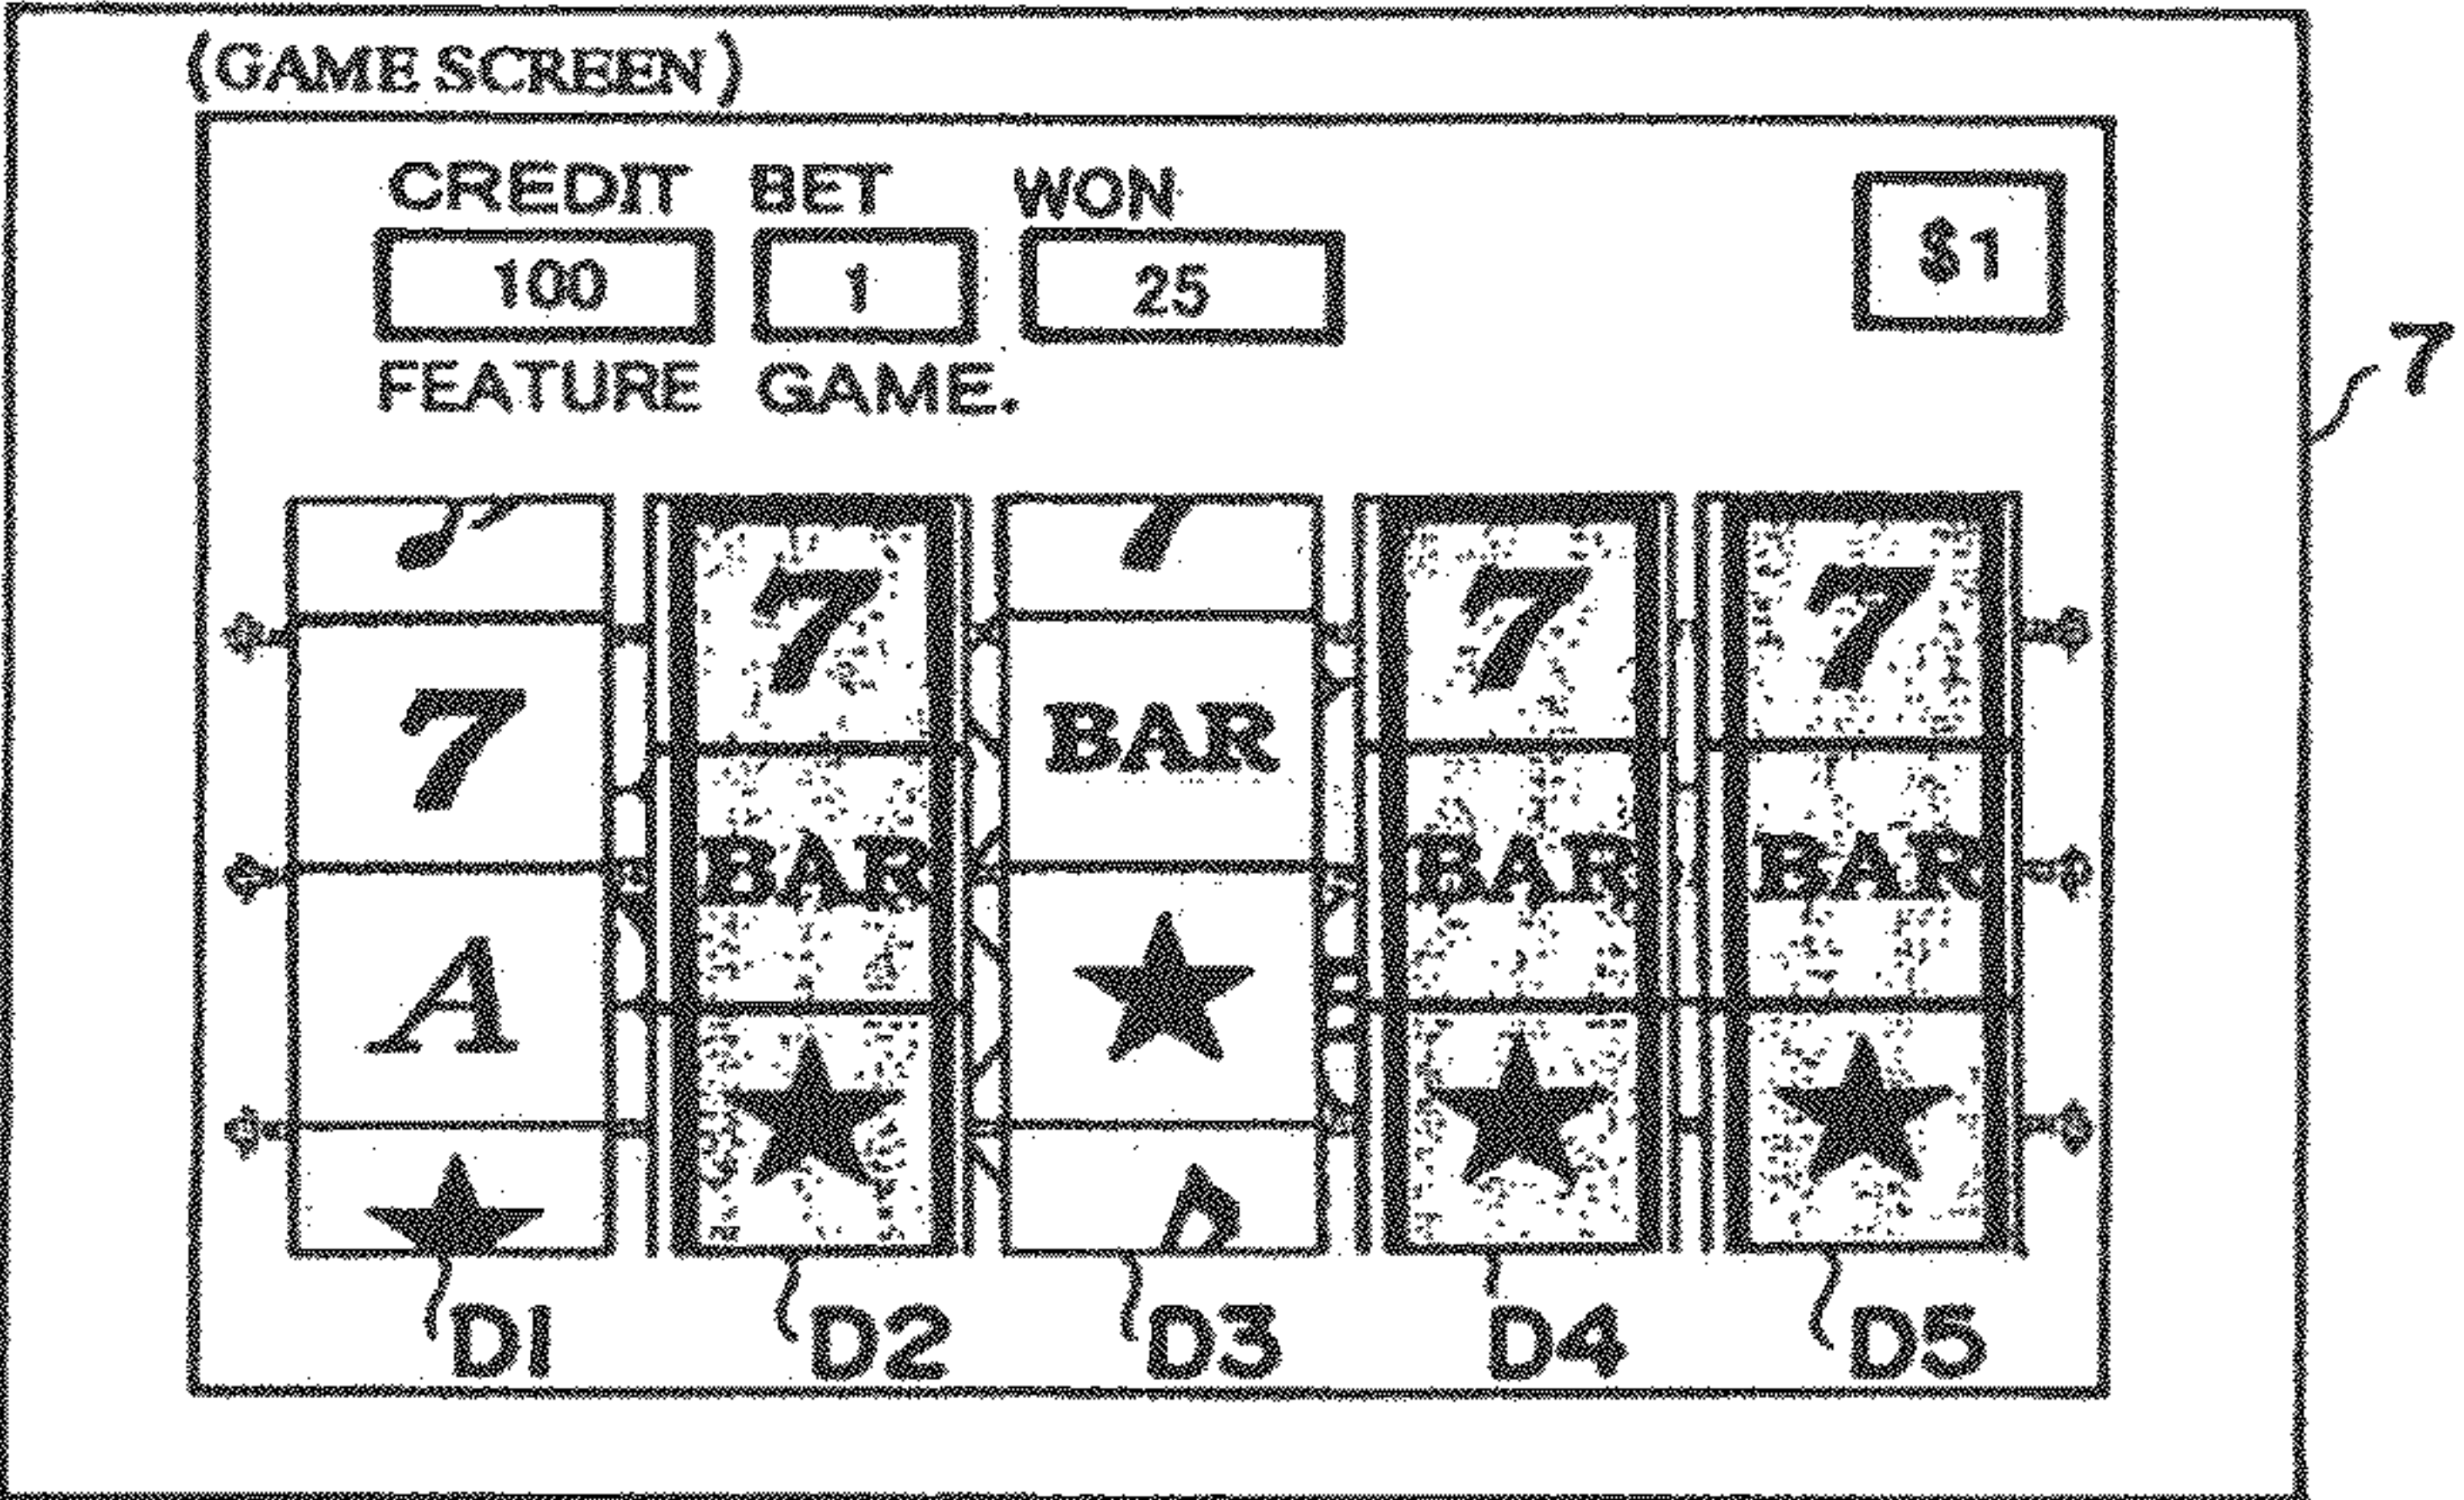 (GAME SCREEN)
CREDIT BET WON
100 1 25 $1
FEATURE GAME.
7
7 7 7 7
7 BAR
BAR BAR BAR
A
D1 D2 D3 D4 D5